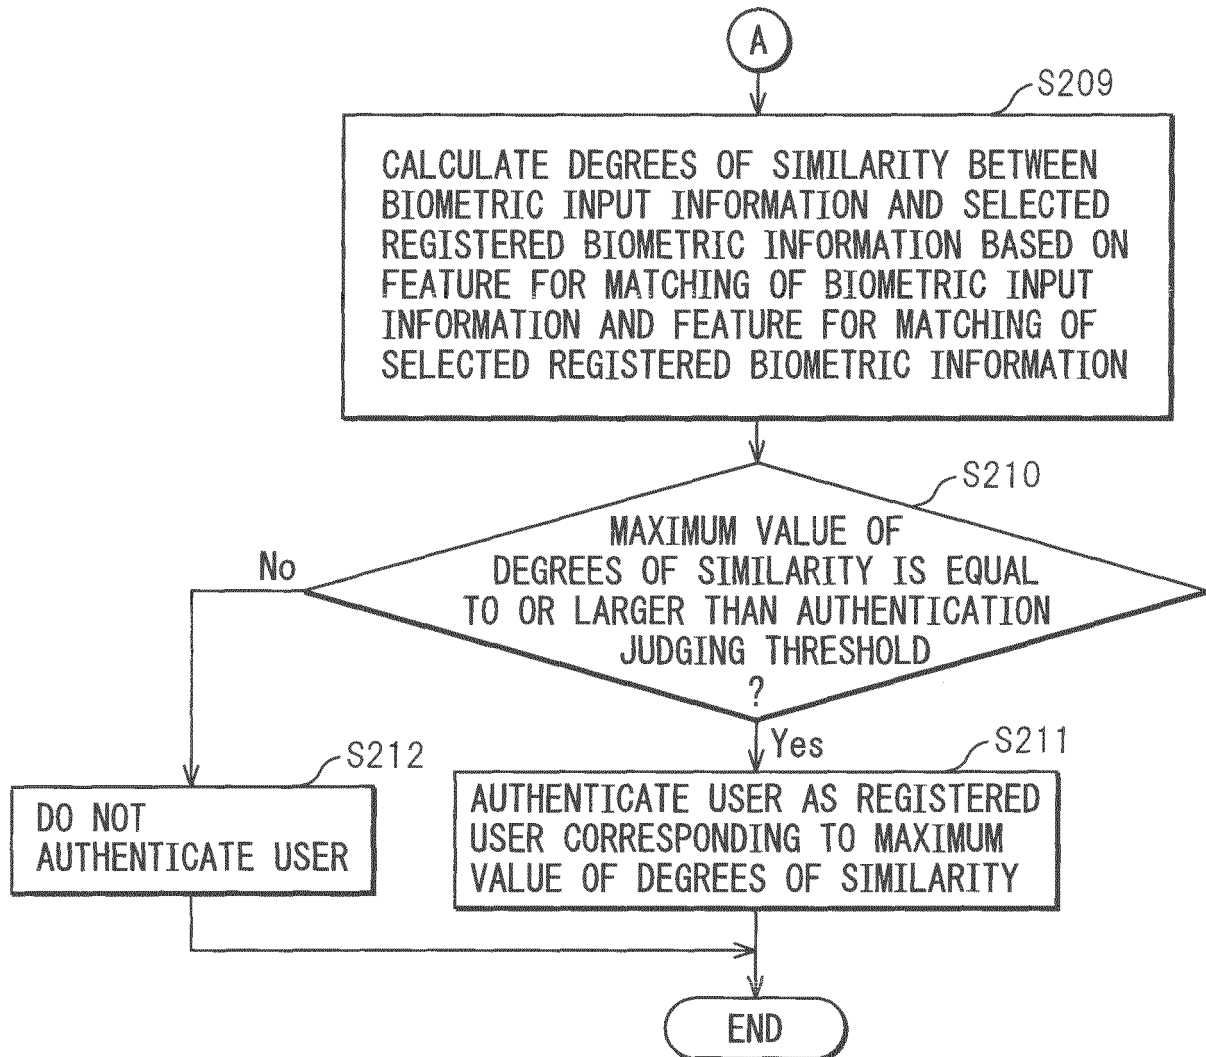 A
S209
CALCULATE DEGREES OF SIMILARITY BETWEEN
BIOMETRIC INPUT INFORMATION AND SELECTED
REGISTERED BIOMETRIC INFORMATION BASED ON
FEATURE FOR MATCHING OF BIOMETRIC INPUT
INFORMATION AND FEATURE FOR MATCHING OF
SELECTED REGISTERED BIOMETRIC INFORMATION
S210
MAXIMUM VALUE OF
DEGREES OF SIMILARITY IS EQUAL
TO OR LARGER THAN AUTHENTICATION
JUDGING THRESHOLD
?
No
Yes
S212
DO NOT
AUTHENTICATE USER
S211
AUTHENTICATE USER AS REGISTERED
USER CORRESPONDING TO MAXIMUM
VALUE OF DEGREES OF SIMILARITY
END